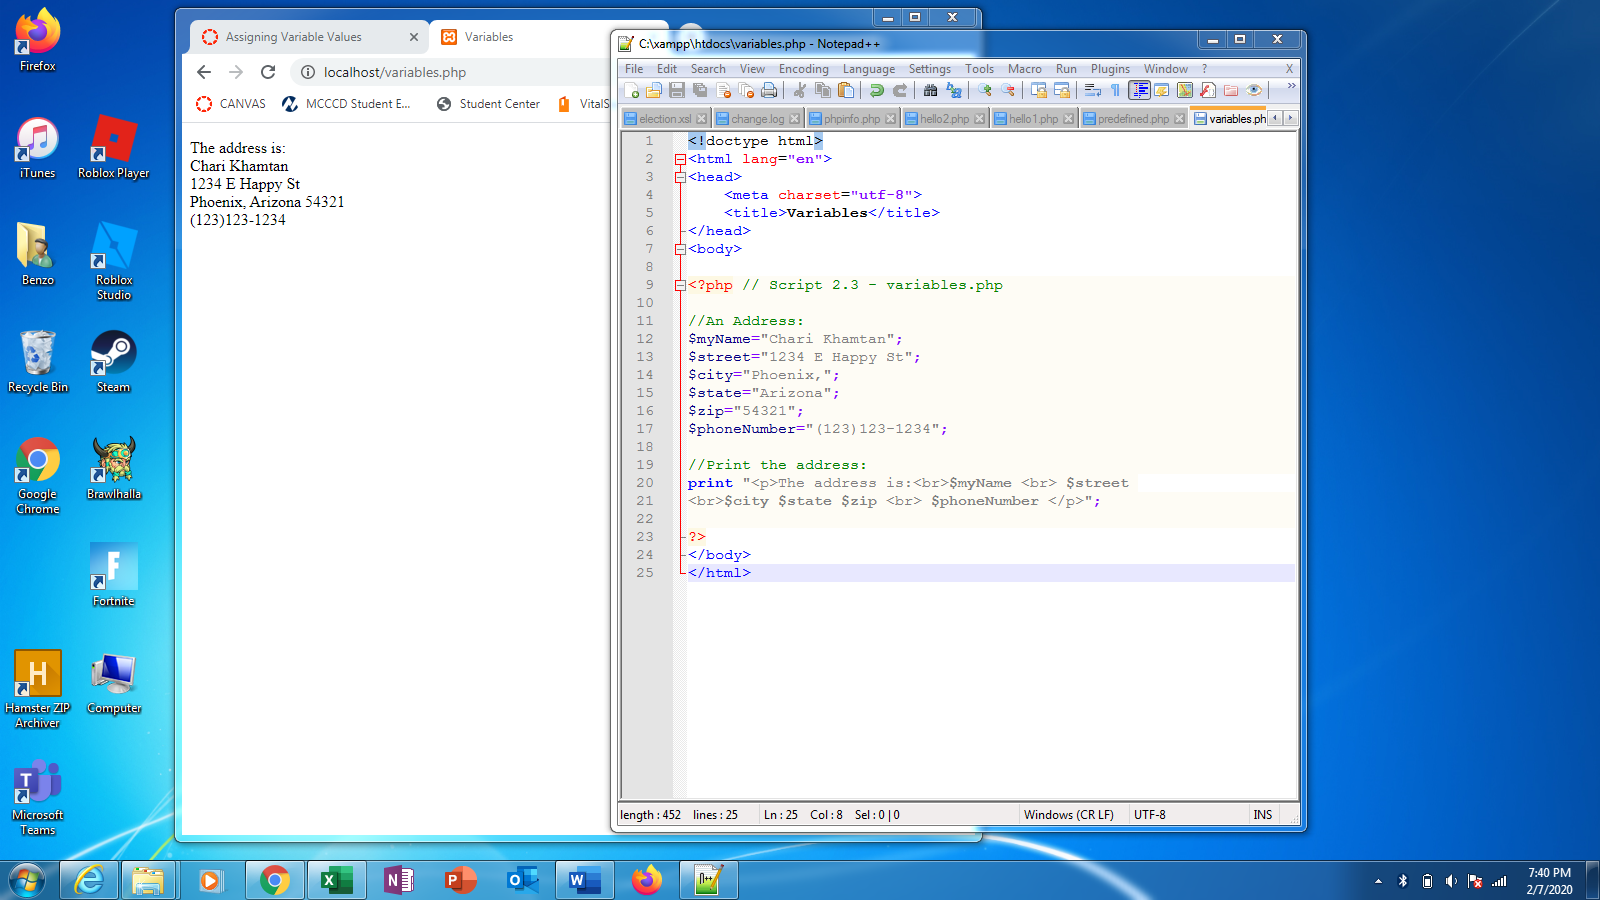 Firefox
iTunes
Roblox Player
Benzo
Roblox Studio
Recycle Bin
Steam
Google Chrome
Brawlhalla
Fortnite
Hamster ZIP Archiver
Computer
Microsoft Teams
Assigning Variable Values
Variables
localhost/variables.php
CANVAS
MCCCD Student E...
Student Center
VitalS
The address is:
Chari Khamtan
1234 E Happy St
Phoenix, Arizona 54321
(123)123-1234
C:\xampp\htdocs\variables.php - Notepad++
File Edit Search View Encoding Language Settings Tools Macro Run Plugins Window ? X
election.xsl change.log phpinfo.php hello2.php hello1.php predefined.php variables.ph
1 <!doctype html>
2 <html lang="en">
3 <head>
4 <meta charset="utf-8">
5 <title>Variables</title>
6 </head>
7 <body>
8
9 <?php // Script 2.3 - variables.php
10
11 //An Address:
12 $myName="Chari Khamtan";
13 $street="1234 E Happy St";
14 $city="Phoenix,";
15 $state="Arizona";
16 $zip="54321";
17 $phoneNumber="(123)123-1234";
18
19 //Print the address:
20 print "<p>The address is:<br>$myName <br> $street
21 <br>$city $state $zip <br> $phoneNumber </p>";
22
23 ?>
24 </body>
25 </html>
length : 452 lines : 25 Ln : 25 Col : 8 Sel : 0 | 0 Windows (CR LF) UTF-8 INS
7:40 PM
2/7/2020